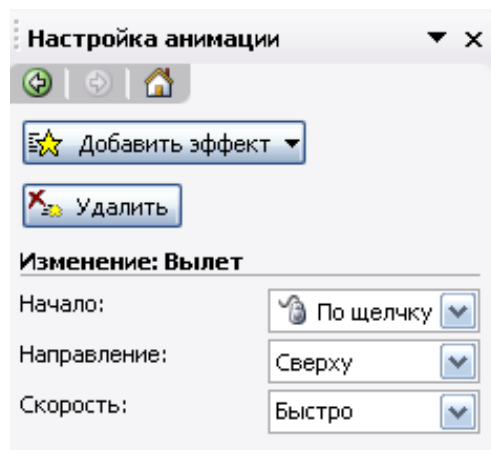 Настройка анимации
Добавить эффект
Удалить
Изменение: Вылет
Начало: По щелчку
Направление: Сверху
Скорость: Быстро